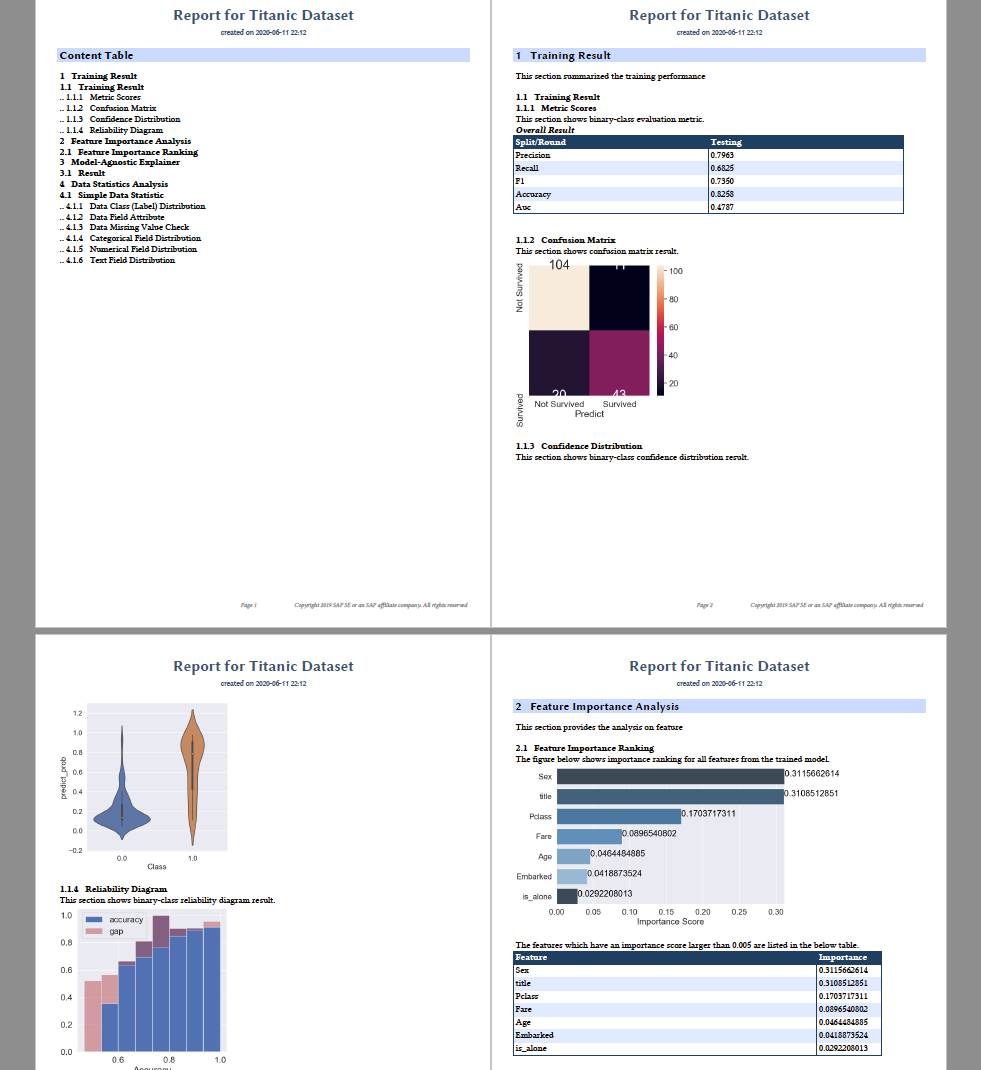 Report for Titanic Dataset
created on 2020-06-11 22:12
Content Table
1 Training Result
1.1 Training Result
.. 1.1.1 Metric Scores
.. 1.1.2 Confusion Matrix
.. 1.1.3 Confidence Distribution
.. 1.1.4 Reliability Diagram
2 Feature Importance Analysis
2.1 Feature Importance Ranking
3 Model-Agnostic Explainer
3.1 Result
4 Data Statistics Analysis
4.1 Simple Data Statistic
.. 4.1.1 Data Class (Label) Distribution
.. 4.1.2 Data Field Attribute
.. 4.1.3 Data Missing Value Check
.. 4.1.4 Categorical Field Distribution
.. 4.1.5 Numerical Field Distribution
.. 4.1.6 Text Field Distribution
Page 1 Copyright 2019 SAP SE or an SAP affiliate company. All rights reserved
Report for Titanic Dataset
created on 2020-06-11 22:12
1 Training Result
This section summarized the training performance
1.1 Training Result
1.1.1 Metric Scores
This section shows binary-class evaluation metric.
Overall Result
Split/Round Testing
Precision 0.7963
Recall 0.6825
F1 0.7350
Accuracy 0.8258
Auc 0.4787
1.1.2 Confusion Matrix
This section shows confusion matrix result.
Not Survived
Survived
104
20 43
Not Survived Survived
Predict
100
80
60
40
20
1.1.3 Confidence Distribution
This section shows binary-class confidence distribution result.
Page 2 Copyright 2019 SAP SE or an SAP affiliate company. All rights reserved
Report for Titanic Dataset
created on 2020-06-11 22:12
predict_prob
1.2
1.0
0.8
0.6
0.4
0.2
0.0
−0.2
0.0 1.0
Class
1.1.4 Reliability Diagram
This section shows binary-class reliability diagram result.
accuracy
gap
1.0
0.8
0.6
0.4
0.2
0.0
0.6 0.8 1.0
Accuracy
Report for Titanic Dataset
created on 2020-06-11 22:12
2 Feature Importance Analysis
This section provides the analysis on feature
2.1 Feature Importance Ranking
The figure below shows importance ranking for all features from the trained model.
Sex 0.3115662614
title 0.3108512851
Pclass 0.1703717311
Fare 0.0896540802
Age 0.0464484885
Embarked 0.0418873524
is_alone 0.0292208013
0.00 0.05 0.10 0.15 0.20 0.25 0.30
Importance Score
The features which have an importance score larger than 0.005 are listed in the below table.
Feature Importance
Sex 0.3115662614
title 0.3108512851
Pclass 0.1703717311
Fare 0.0896540802
Age 0.0464484885
Embarked 0.0418873524
is_alone 0.0292208013